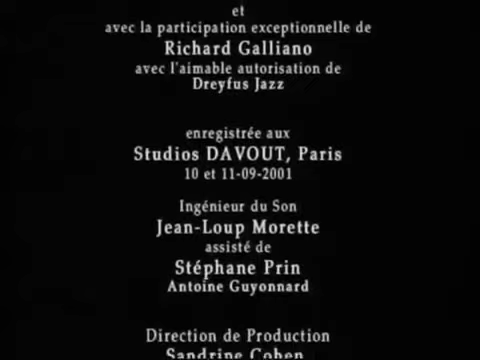 et
avec la participation exceptionnelle de
Richard Galliano
avec l'aimable autorisation de
Dreyfus Jazz
enregistrée aux
Studios DAVOUT, Paris
10 et 11-09-2001
Ingénieur du Son
Jean-Loup Morette
assisté de
Stéphane Prin
Antoine Guyonnard
Direction de Production
Sandrine Cohen